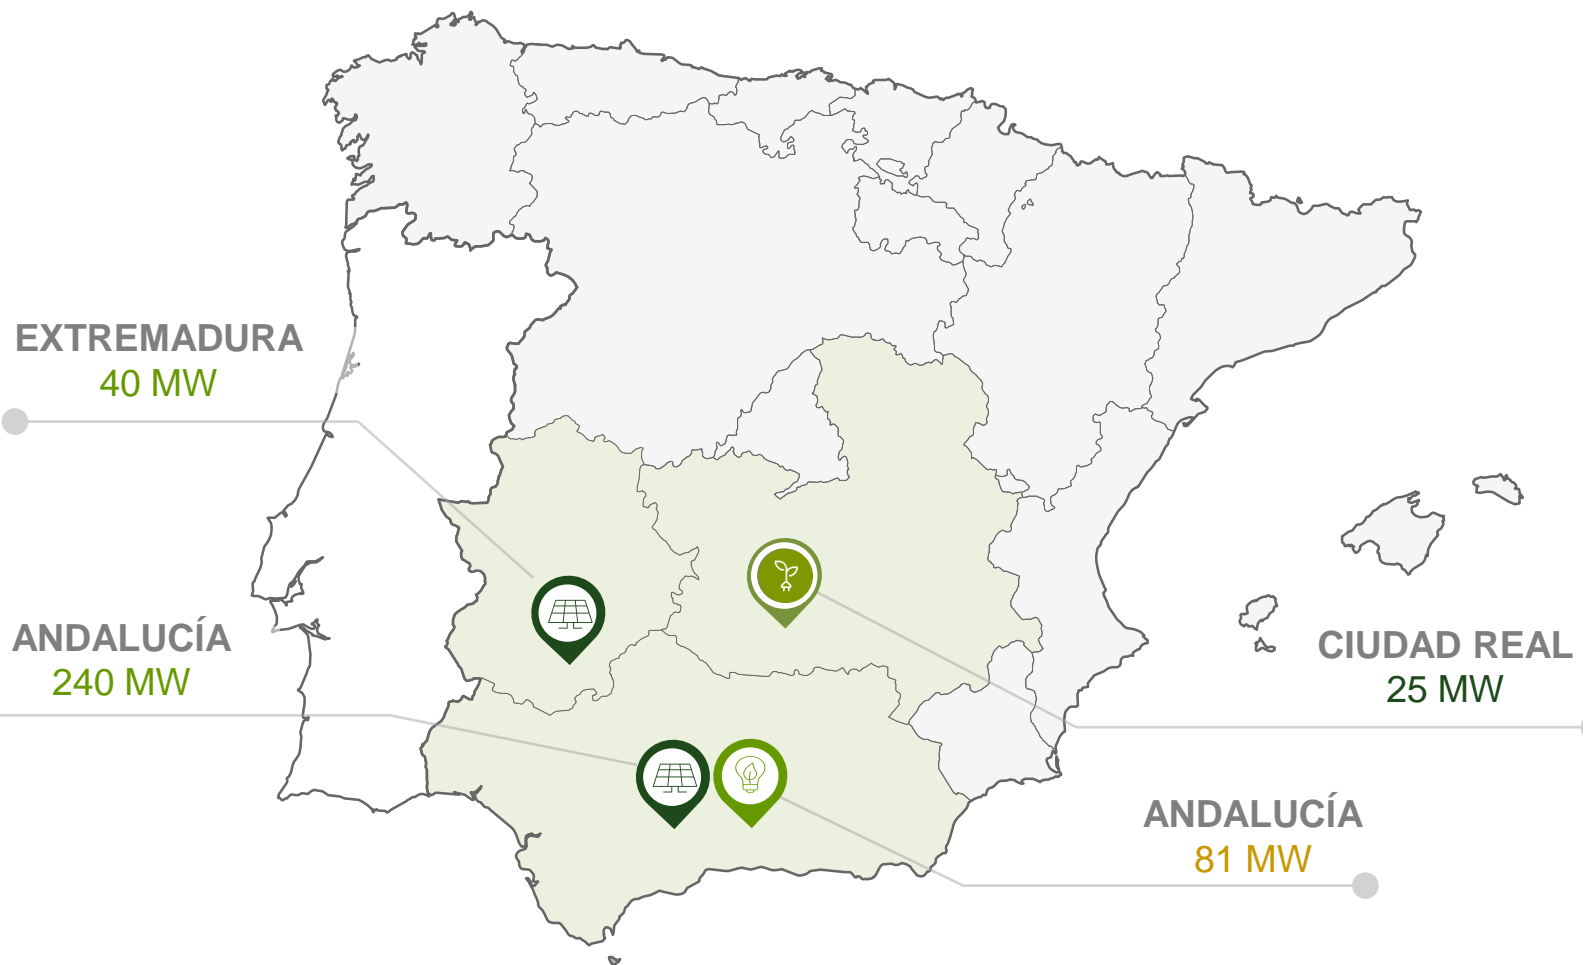 EXTREMADURA
40 MW
ANDALUCÍA
240 MW
CIUDAD REAL
25 MW
ANDALUCÍA
81 MW